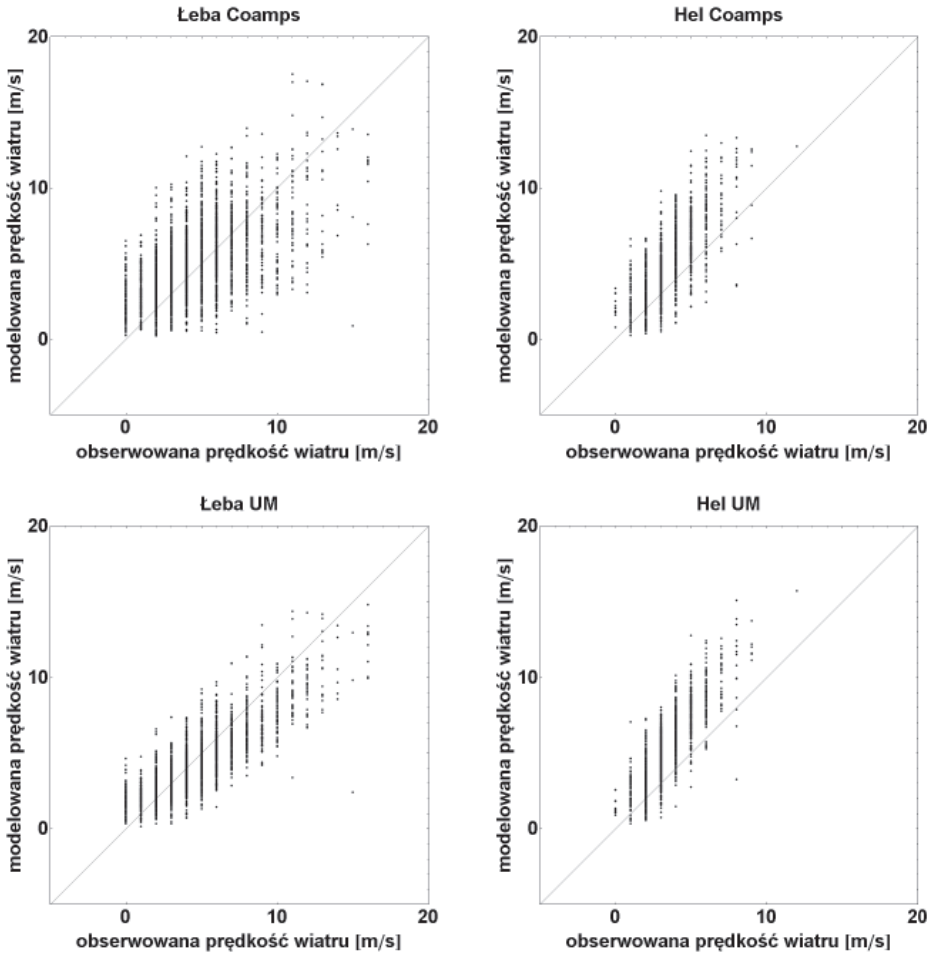 Łeba Coamps
20
10
0
modelowana prędkość wiatru [m/s]
0 10 20
obserwowana prędkość wiatru [m/s]
Hel Coamps
20
10
0
modelowana prędkość wiatru [m/s]
0 10 20
obserwowana prędkość wiatru [m/s]
Łeba UM
20
10
0
modelowana prędkość wiatru [m/s]
0 10 20
obserwowana prędkość wiatru [m/s]
Hel UM
20
10
0
modelowana prędkość wiatru [m/s]
0 10 20
obserwowana prędkość wiatru [m/s]